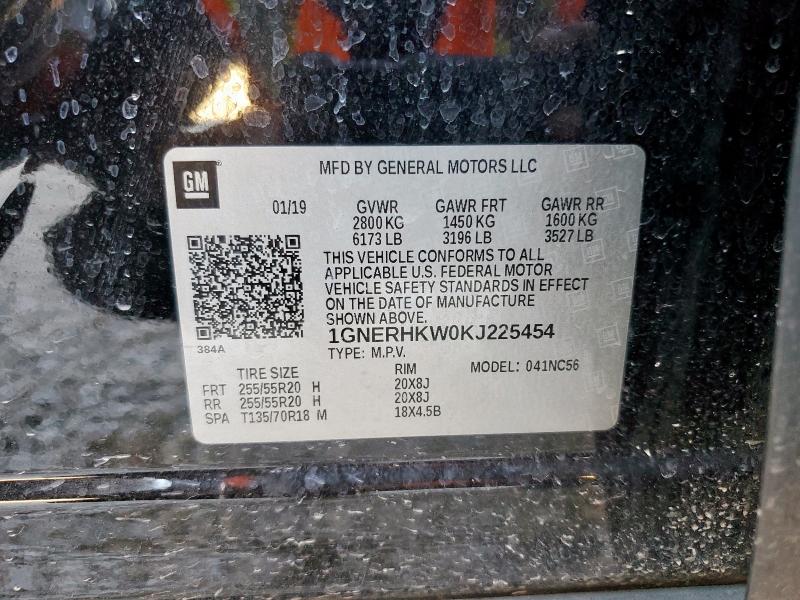 GM
MFD BY GENERAL MOTORS LLC
01/19 GVWR GAWR FRT GAWR RR
2800 KG 1450 KG 1600 KG
6173 LB 3196 LB 3527 LB
THIS VEHICLE CONFORMS TO ALL
APPLICABLE U.S. FEDERAL MOTOR
VEHICLE SAFETY STANDARDS IN EFFECT
ON THE DATE OF MANUFACTURE
SHOWN ABOVE.
1GNERHKW0KJ225454
384A
TYPE: M.P.V. MODEL: 041NC56
TIRE SIZE RIM
FRT 255/55R20 H 20X8J
RR 255/55R20 H 20X8J
SPA T135/70R18 M 18X4.5B